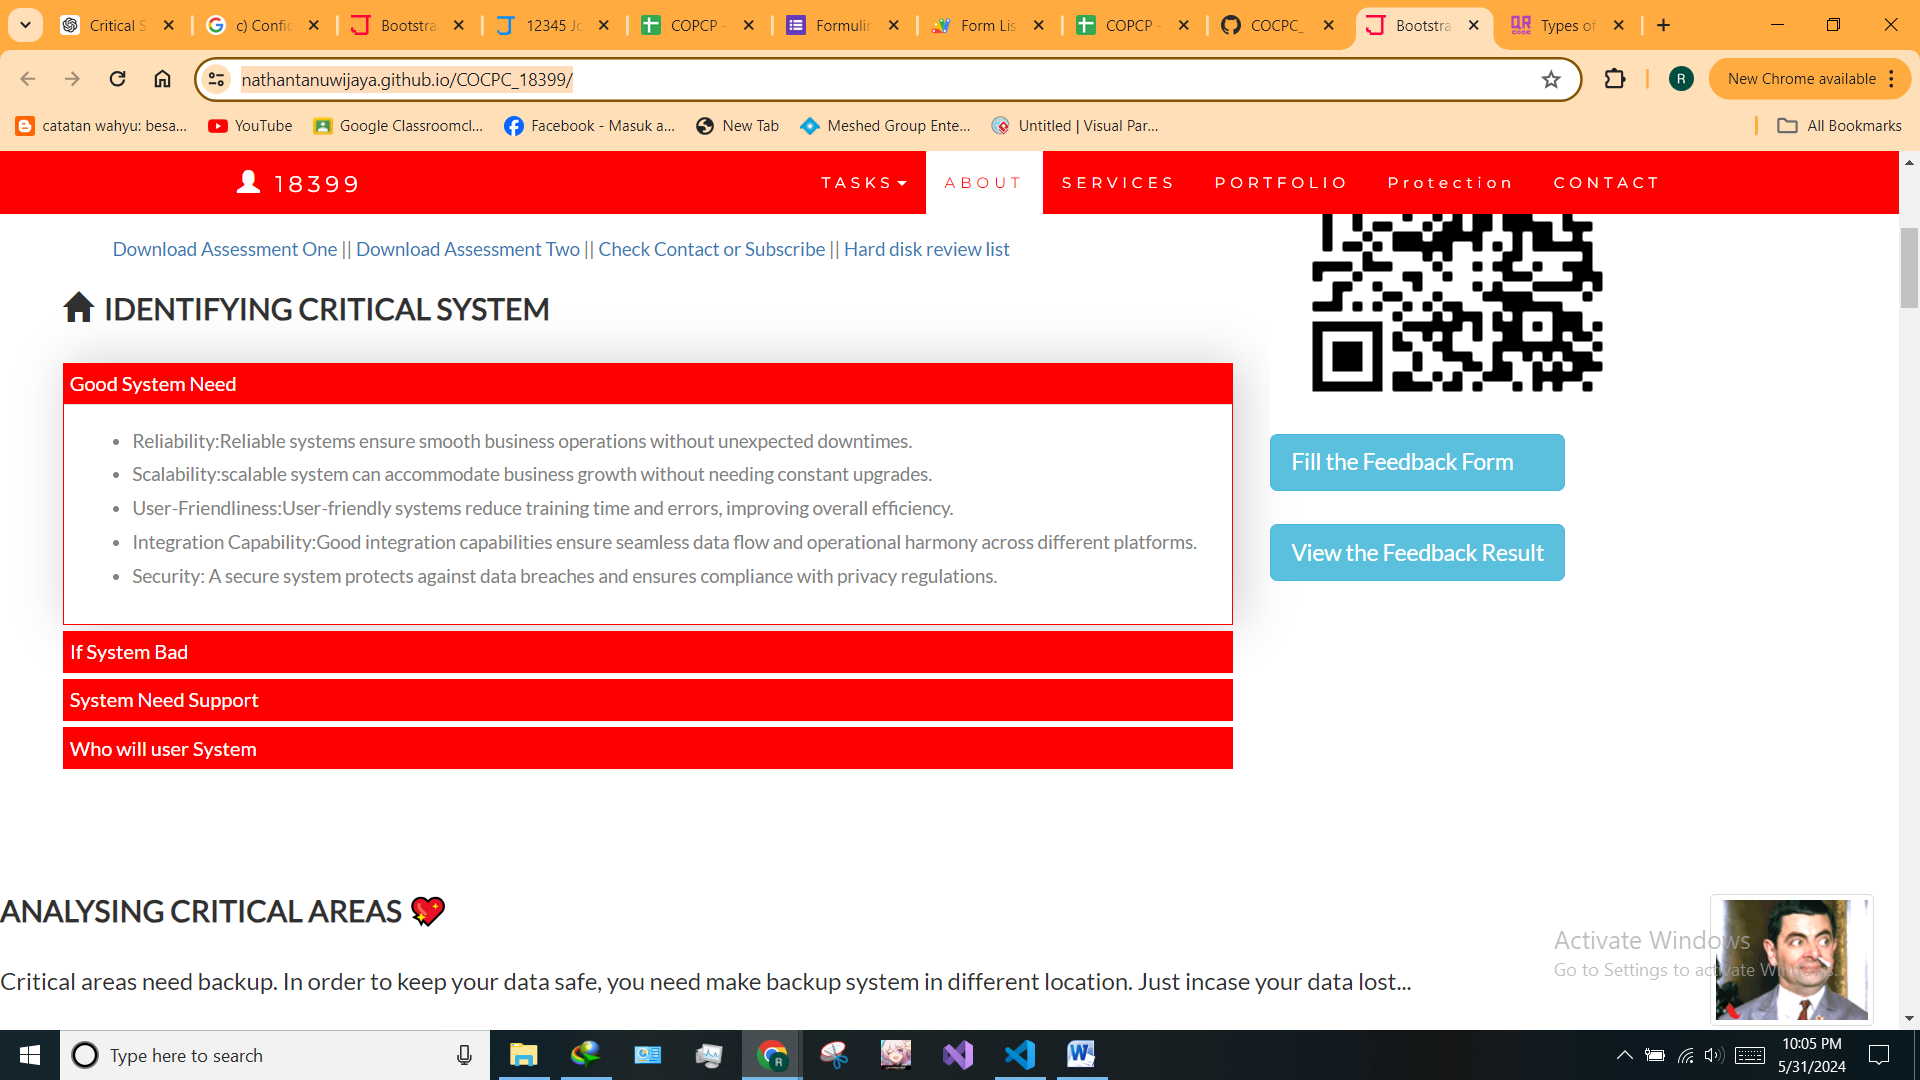 Critical S
c) Confic
Bootstra
12345 Jo
COPCP -
Formulir
Form Lis
COPCP -
COCPC_
Bootstra
Types of
nathantanuwijaya.github.io/COCPC_18399/
R
New Chrome available
catatan wahyu: besa...
YouTube
Google Classroomcl...
Facebook - Masuk a...
New Tab
Meshed Group Ente...
Untitled | Visual Par...
All Bookmarks
18399
TASKS
ABOUT
SERVICES
PORTFOLIO
Protection
CONTACT
Download Assessment One || Download Assessment Two || Check Contact or Subscribe || Hard disk review list
IDENTIFYING CRITICAL SYSTEM
Good System Need
Reliability:Reliable systems ensure smooth business operations without unexpected downtimes.
Scalability:scalable system can accommodate business growth without needing constant upgrades.
User-Friendliness:User-friendly systems reduce training time and errors, improving overall efficiency.
Integration Capability:Good integration capabilities ensure seamless data flow and operational harmony across different platforms.
Security: A secure system protects against data breaches and ensures compliance with privacy regulations.
If System Bad
System Need Support
Who will user System
Fill the Feedback Form
View the Feedback Result
ANALYSING CRITICAL AREAS
Critical areas need backup. In order to keep your data safe, you need make backup system in different location. Just incase your data lost...
Activate Windows
Go to Settings to activate Windows.
Type here to search
10:05 PM
5/31/2024